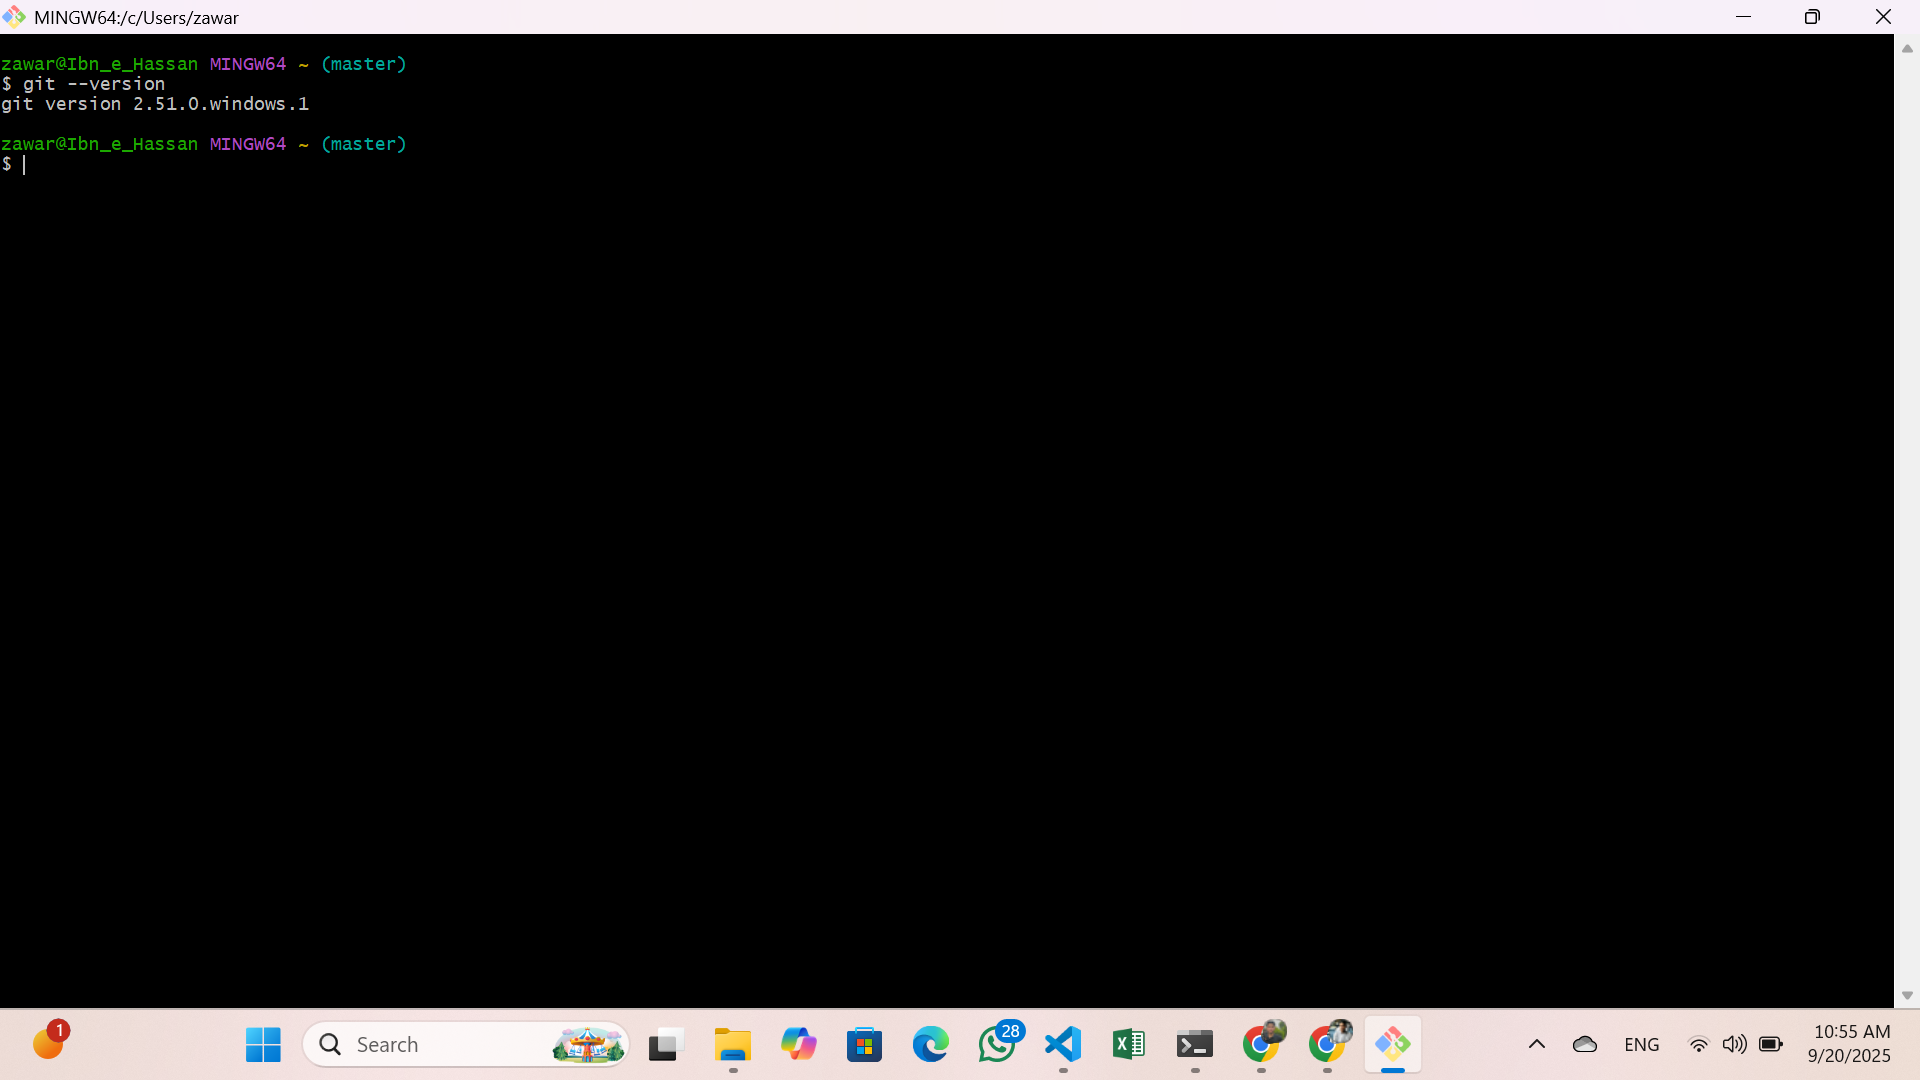 MINGW64:/c/Users/zawar
zawar@Ibn_e_Hassan MINGW64 ~ (master)
$ git --version
git version 2.51.0.windows.1
zawar@Ibn_e_Hassan MINGW64 ~ (master)
$
1
Search
28
ENG
10:55 AM
9/20/2025